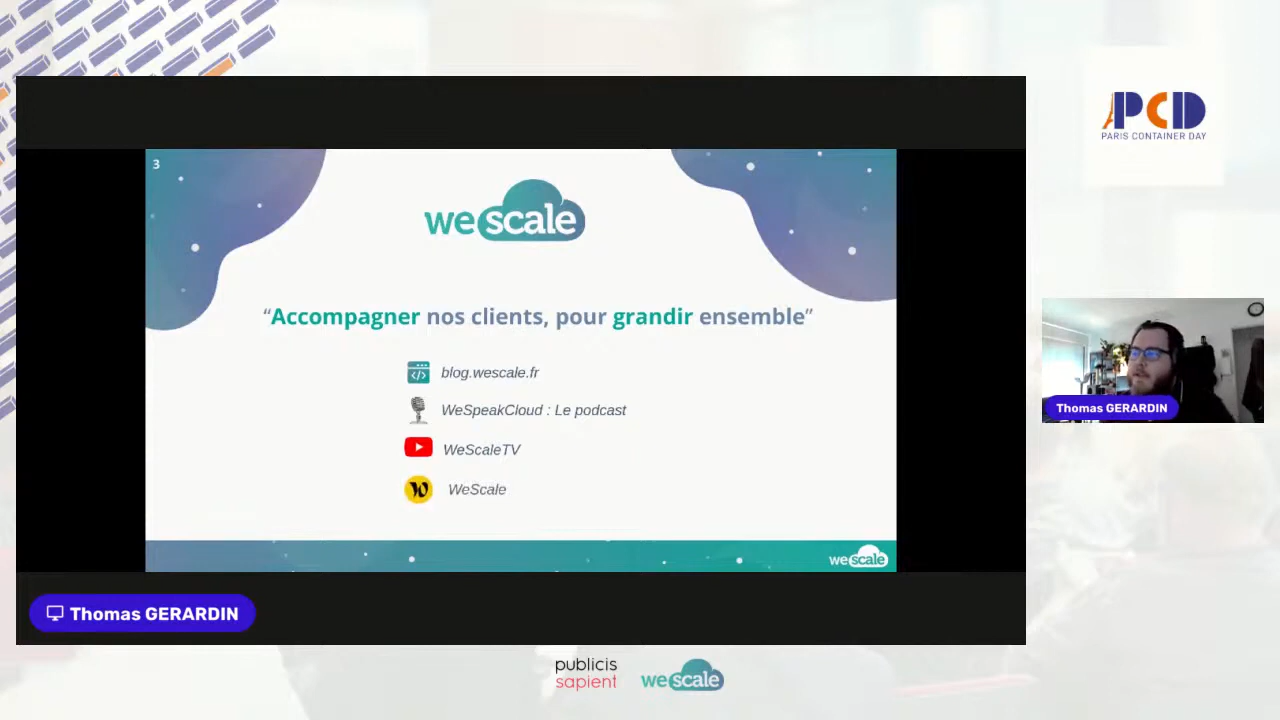 PCD
PARIS CONTAINER DAY
3
wescale
“Accompagner nos clients, pour grandir ensemble”
blog.wescale.fr
WeSpeakCloud : Le podcast
WeScaleTV
W
WeScale
wescale
Thomas GERARDIN
Thomas GERARDIN
publicis
sapient
wescale